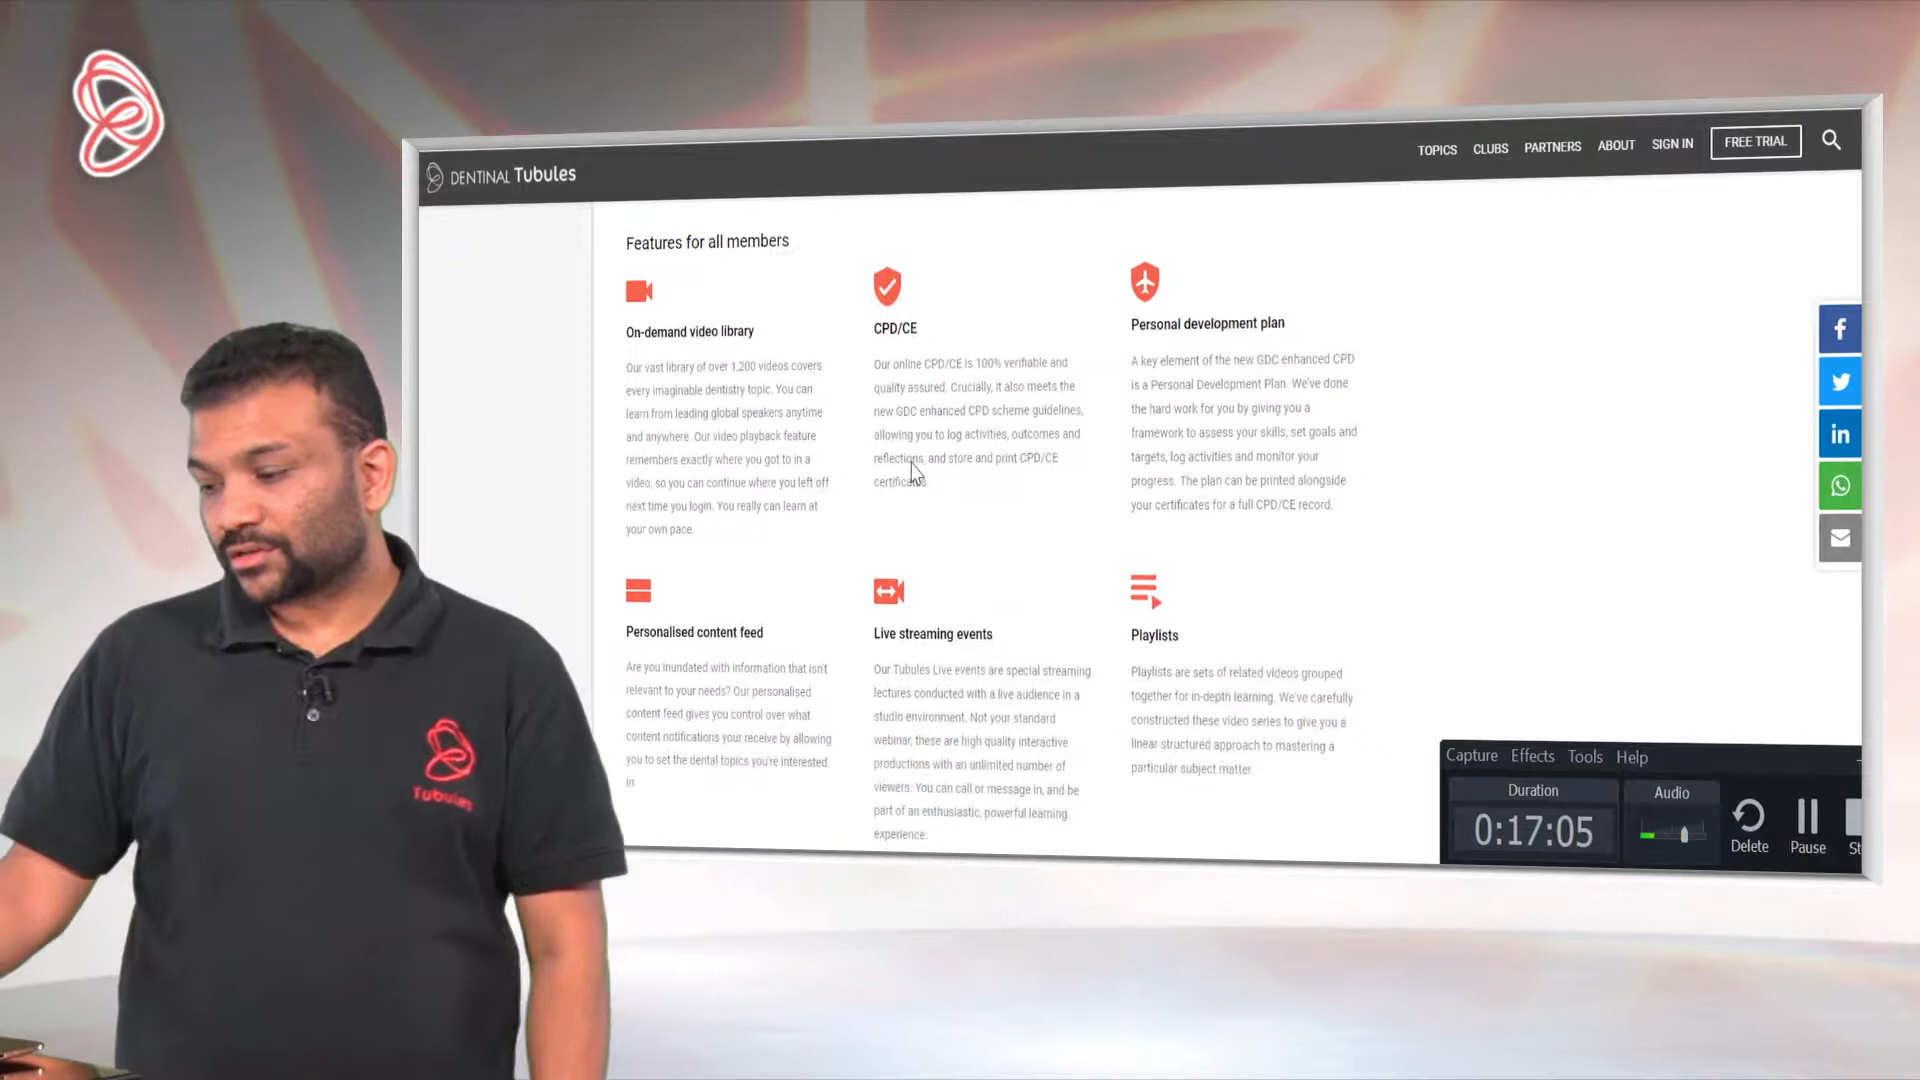 DENTINAL Tubules
TOPICS CLUBS PARTNERS ABOUT SIGN IN FREE TRIAL
Features for all members
On-demand video library
Our vast library of over 1,200 videos covers
every imaginable dentistry topic. You can
learn from leading global speakers anytime
and anywhere. Our video playback feature
remembers exactly where you got to in a
video, so you can continue where you left off
next time you login. You really can learn at
your own pace.
CPD/CE
Our online CPD/CE is 100% verifiable and
quality assured. Crucially, it also meets the
new GDC enhanced CPD scheme guidelines,
allowing you to log activities, outcomes and
reflections, and store and print CPD/CE
certificates.
Personal development plan
A key element of the new GDC enhanced CPD
is a Personal Development Plan. We've done
the hard work for you by giving you a
framework to assess your skills, set goals and
targets, log activities and monitor your
progress. The plan can be printed alongside
your certificates for a full CPD/CE record.
Personalised content feed
Are you inundated with information that isn't
relevant to your needs? Our personalised
content feed gives you control over what
content notifications your receive by allowing
you to set the dental topics you're interested
in.
Live streaming events
Our Tubules Live events are special streaming
lectures conducted with a live audience in a
studio environment. Not your standard
webinar, these are high quality interactive
productions with an unlimited number of
viewers. You can call or message in, and be
part of an enthusiastic, powerful learning
experience.
Playlists
Playlists are sets of related videos grouped
together for in-depth learning. We've carefully
constructed these video series to give you a
linear structured approach to mastering a
particular subject matter.
Capture Effects Tools Help
Duration
0:17:05
Audio
Delete
Pause
St
Tubules